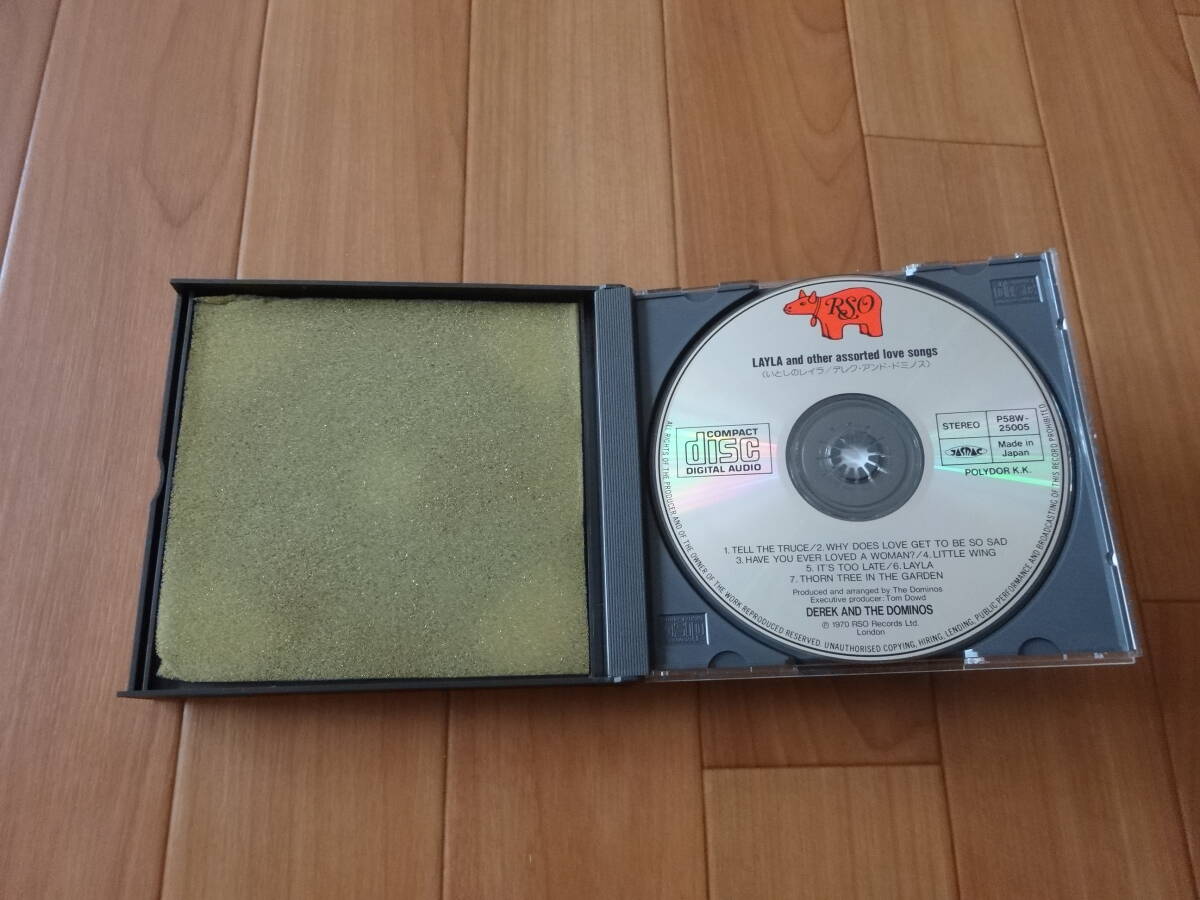 RSO
LAYLA and other assorted love songs
(いとしのレイラ/デレク・アンド・ドミノス)
COMPACT
disc
DIGITAL AUDIO
STEREO
P58W-
25005
JASRAC
Made in
Japan
POLYDOR K.K.
1. TELL THE TRUCE/2. WHY DOES LOVE GET TO BE SO SAD
3. HAVE YOU EVER LOVED A WOMAN?/4. LITTLE WING
5. IT'S TOO LATE/6. LAYLA
7. THORN TREE IN THE GARDEN
Produced and arranged by The Dominos
Executive producer: Tom Dowd
DEREK AND THE DOMINOS
℗ 1970 RSO Records Ltd.
London
ALL RIGHTS OF THE PRODUCER AND OF THE OWNER OF THE WORK REPRODUCED RESERVED. UNAUTHORISED COPYING, HIRING, LENDING, PUBLIC PERFORMANCE AND BROADCASTING OF THIS RECORD PROHIBITED.
disc
disc